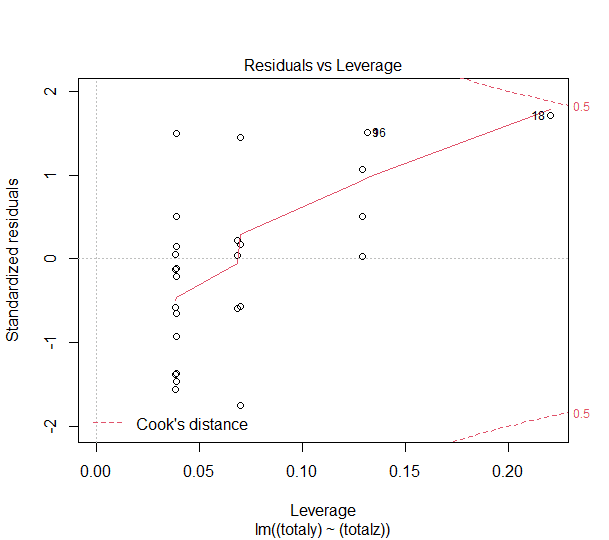 Residuals vs Leverage
Standardized residuals
2
1
0
-1
-2
0.5
0.5
18
Cook's distance
0.00
0.05
0.10
0.15
0.20
Leverage
lm((totaly) ~ (totalz))